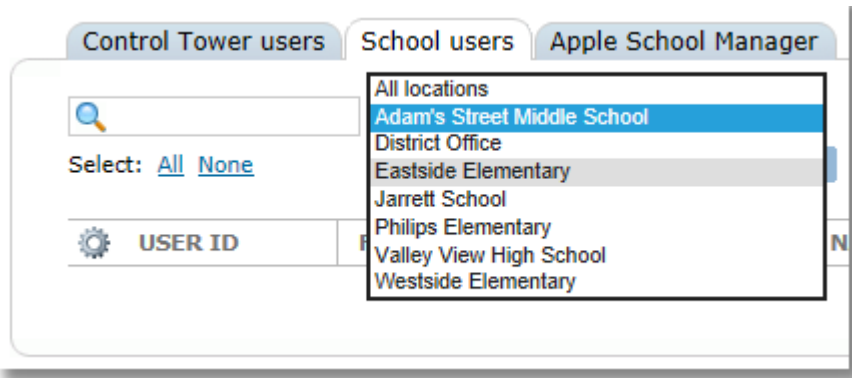 Control Tower users School users Apple School Manager
All locations
Adam's Street Middle School
District Office
Eastside Elementary
Jarrett School
Philips Elementary
Valley View High School
Westside Elementary
Select: All None
USER ID